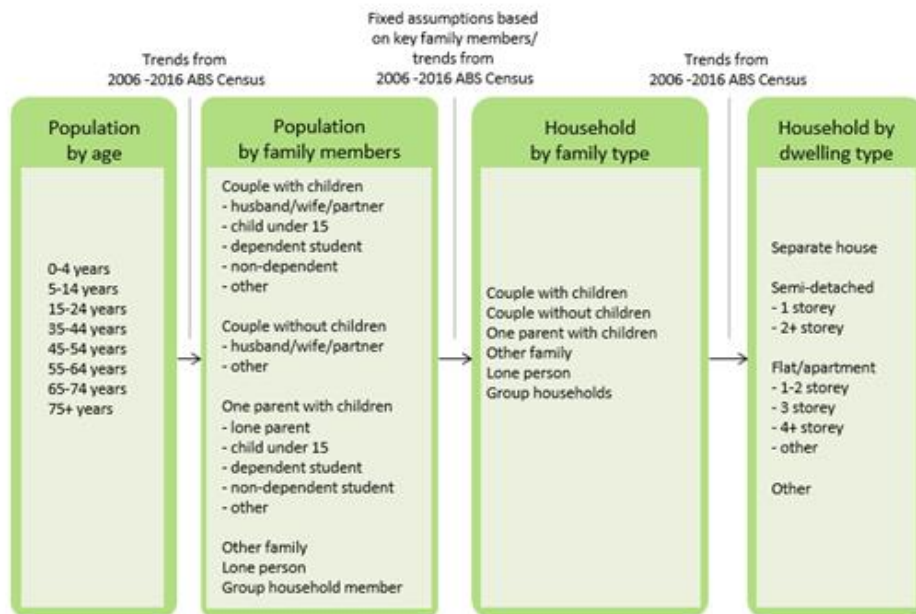 Trends from
2006 -2016 ABS Census
Fixed assumptions based
on key family members/
trends from
2006 -2016 ABS Census
Trends from
2006 -2016 ABS Census
Population
by age
0-4 years
5-14 years
15-24 years
35-44 years
45-54 years
55-64 years
65-74 years
75+ years
Population
by family members
Couple with children
- husband/wife/partner
- child under 15
- dependent student
- non-dependent
- other
Couple without children
- husband/wife/partner
- other
One parent with children
- lone parent
- child under 15
- dependent student
- non-dependent student
- other
Other family
Lone person
Group household member
Household
by family type
Couple with children
Couple without children
One parent with children
Other family
Lone person
Group households
Household by
dwelling type
Separate house
Semi-detached
- 1 storey
- 2+ storey
Flat/apartment
- 1-2 storey
- 3 storey
- 4+ storey
- other
Other